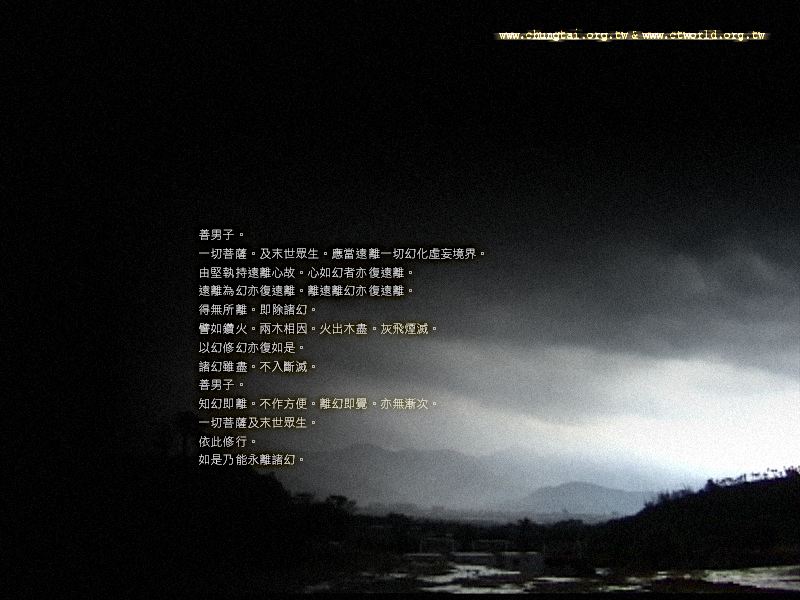 www.chungtai.org.tw & www.ctworld.org.tw
善男子。
一切菩薩。及末世眾生。應當遠離一切幻化虛妄境界。
由堅執持遠離心故。心如幻者亦復遠離。
遠離為幻亦復遠離。離遠離幻亦復遠離。
得無所離。即除諸幻。
譬如鑽火。兩木相因。火出木盡。灰飛煙滅。
以幻修幻亦復如是。
諸幻雖盡。不入斷滅。
善男子。
知幻即離。不作方便。離幻即覺。亦無漸次。
一切菩薩及末世眾生。
依此修行。
如是乃能永離諸幻。